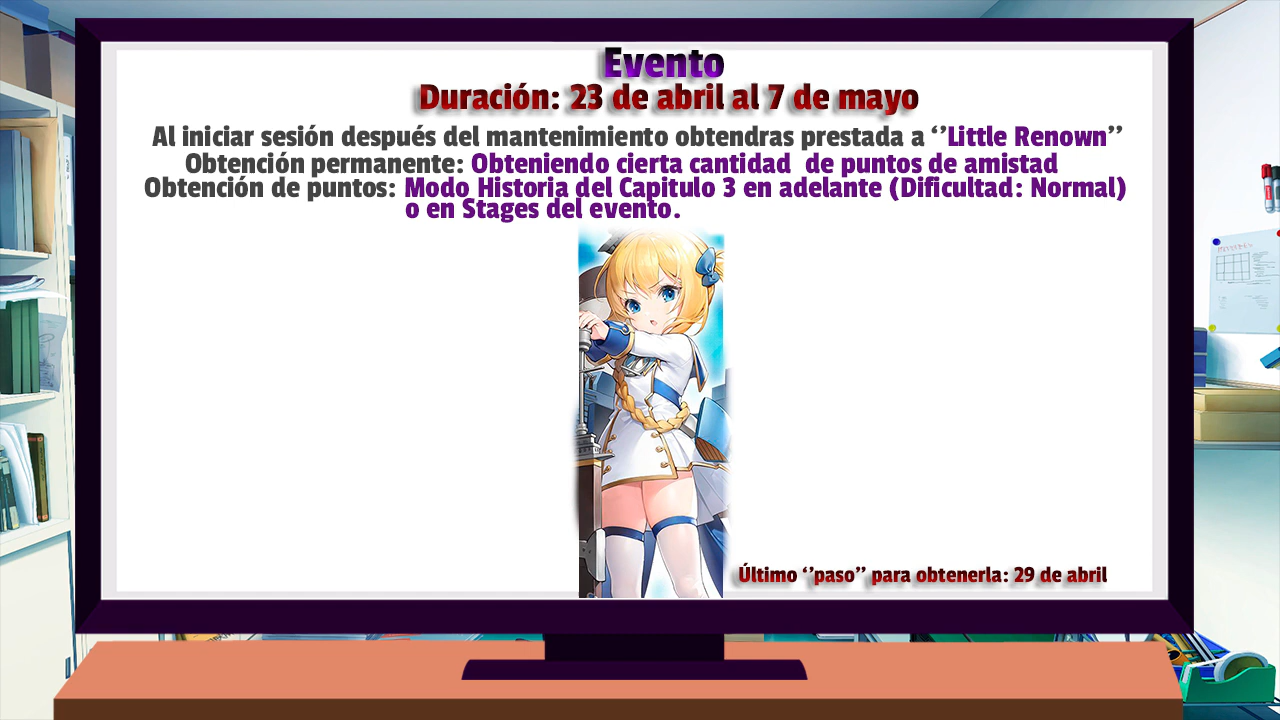 Evento
Duración: 23 de abril al 7 de mayo
Al iniciar sesión después del mantenimiento obtendras prestada a ‘’Little Renown’’
Obtención permanente: Obteniendo cierta cantidad de puntos de amistad
Obtención de puntos: Modo Historia del Capitulo 3 en adelante (Dificultad: Normal)
o en Stages del evento.
Último ‘’paso’’ para obtenerla: 29 de abril